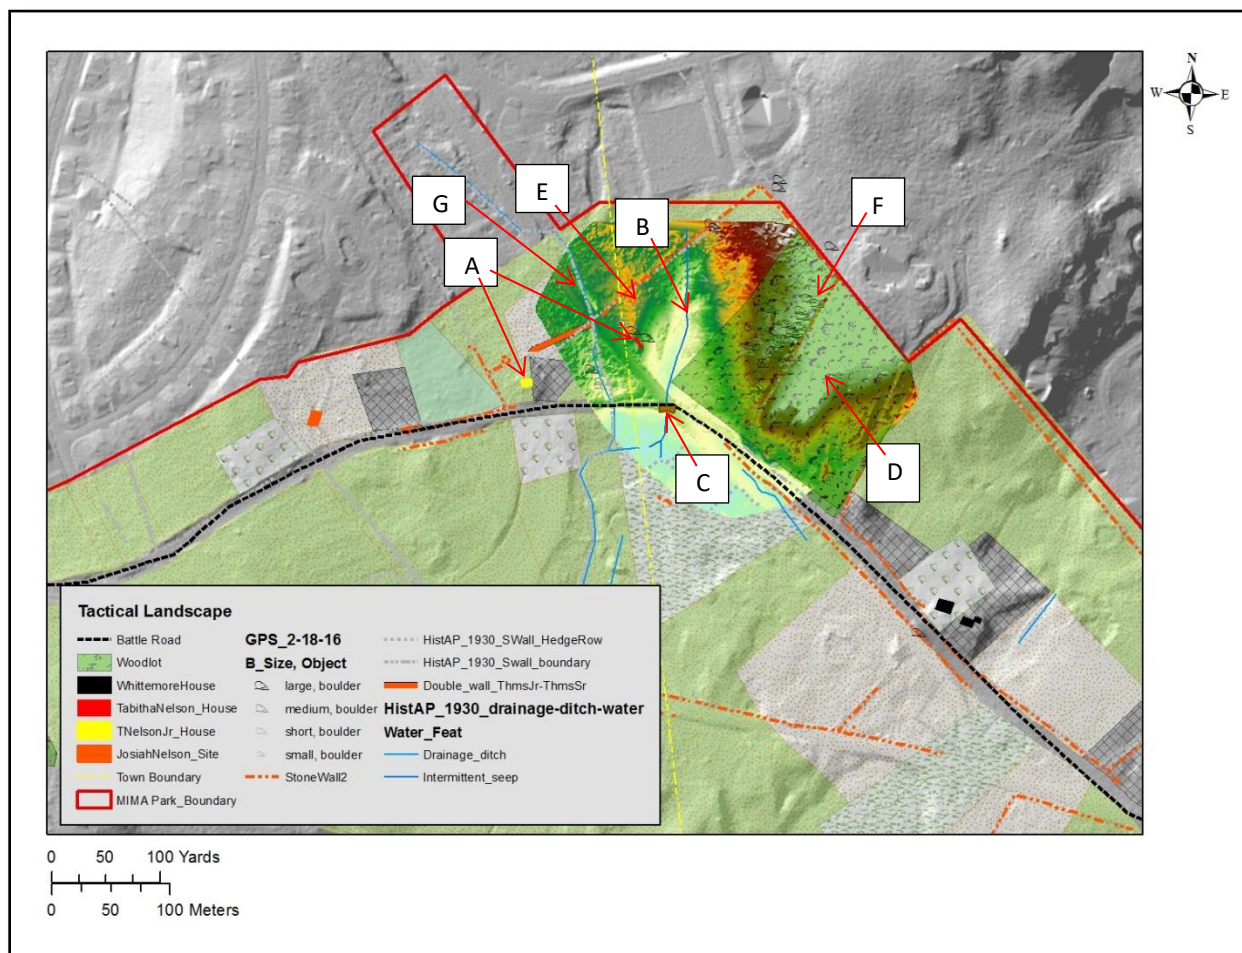 N
W E
S
G
E
B
F
A
C
D
Tactical Landscape
Battle Road
Woodlot
WhittemoreHouse
TabithaNelson_House
TNelsonJr_House
JosiahNelson_Site
Town Boundary
MIMA Park_Boundary
GPS_2-18-16
B_Size, Object
large, boulder
medium, boulder
short, boulder
small, boulder
StoneWall2
HistAP_1930_SWall_HedgeRow
HistAP_1930_Swall_boundary
Double_wall_ThmsJr-ThmsSr
HistAP_1930_drainage-ditch-water
Water_Feat
Drainage_ditch
Intermittent_seep
0 50 100 Yards
0 50 100 Meters